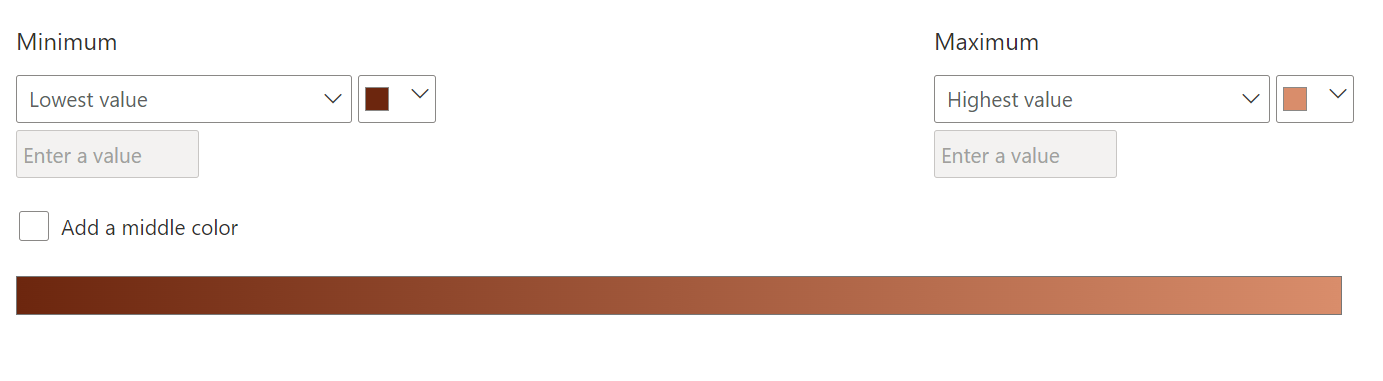 Minimum
Maximum
Lowest value
Highest value
Enter a value
Enter a value
Add a middle color